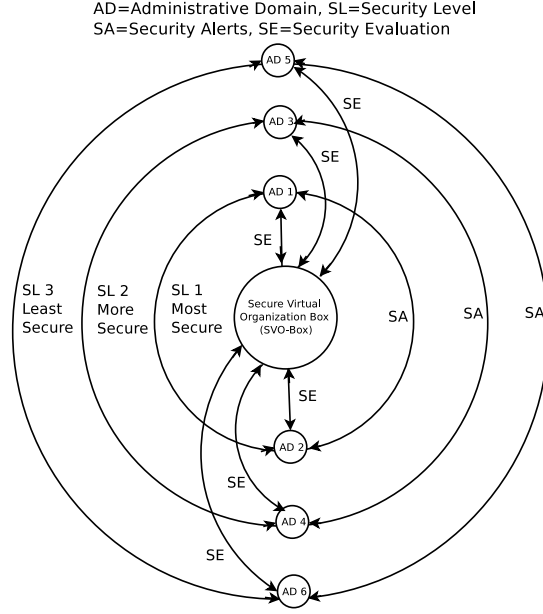 AD=Administrative Domain, SL=Security Level
SA=Security Alerts, SE=Security Evaluation
AD 5
SE
AD 3
SE
AD 1
SE
SL 3
Least
Secure
SL 2
More
Secure
SL 1
Most
Secure
Secure Virtual
Organization Box
(SVO-Box)
SA
SA
SA
SE
AD 2
SE
AD 4
SE
AD 6